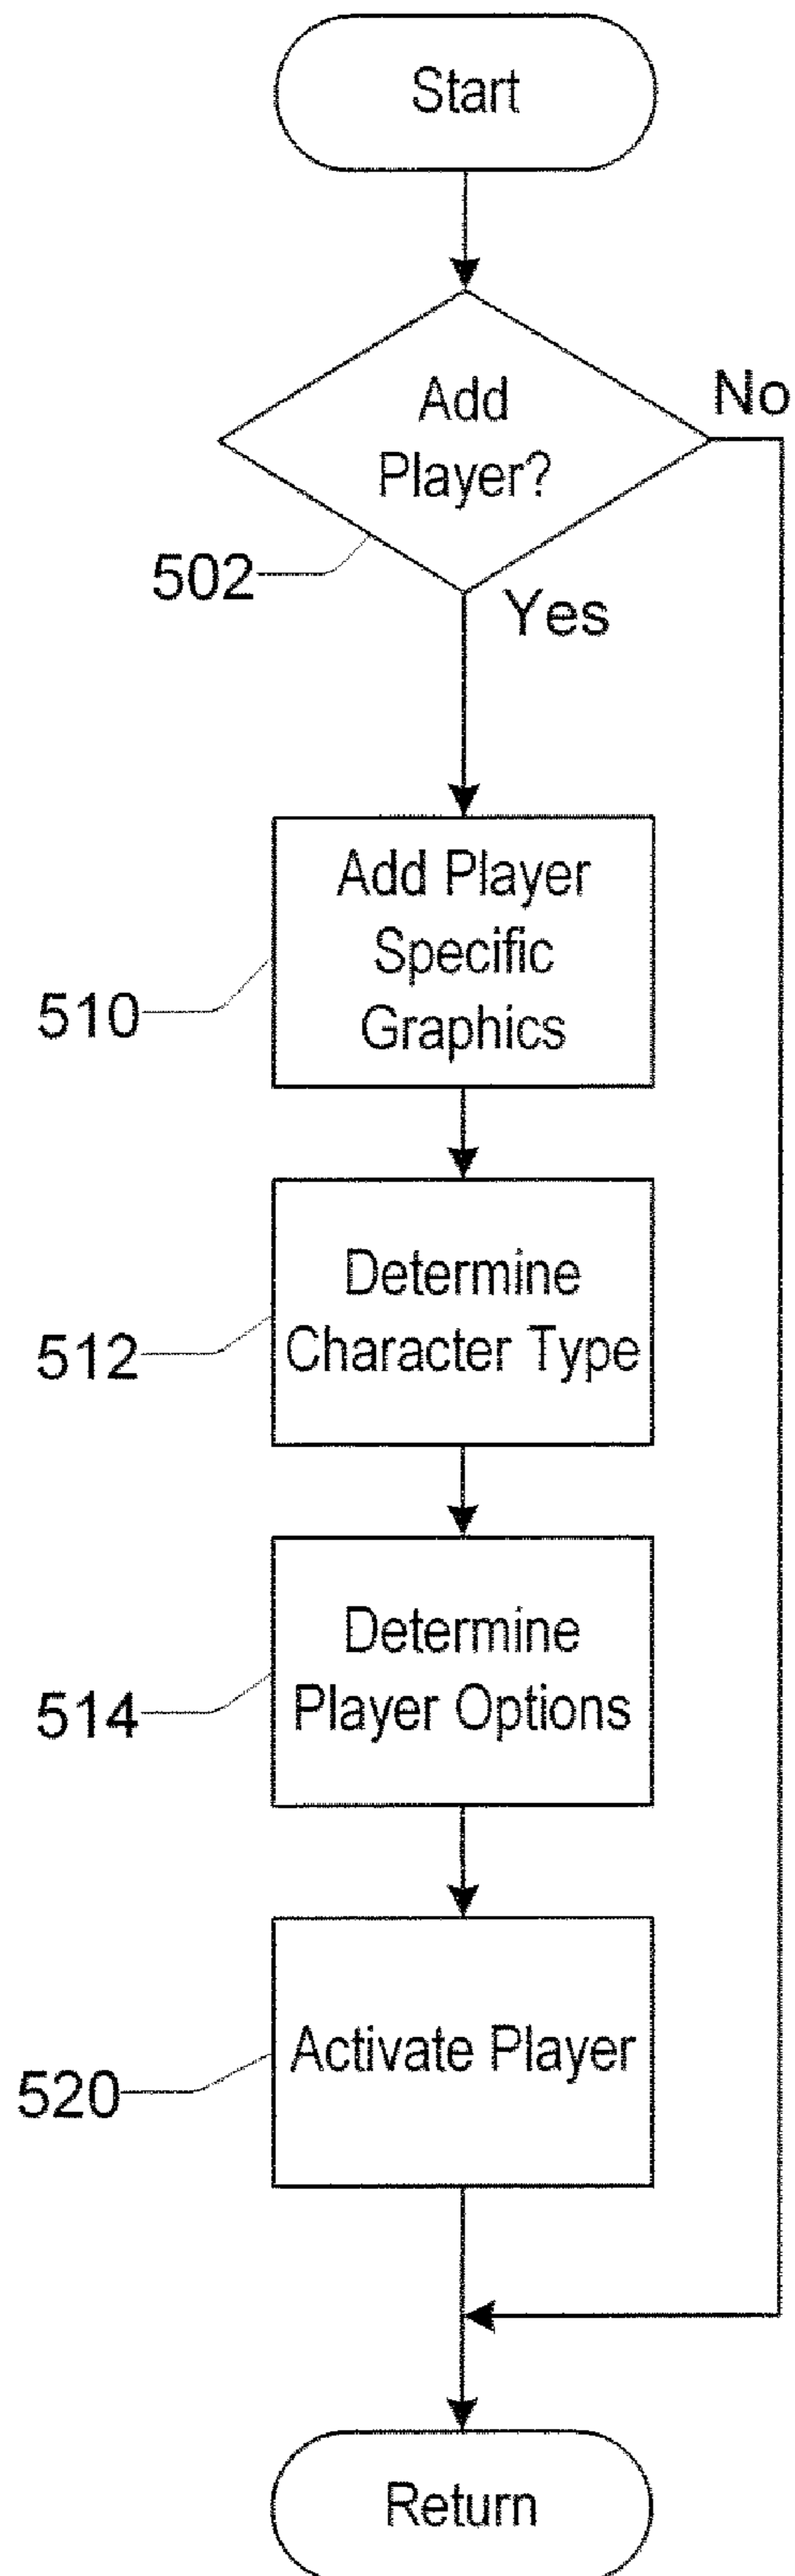 Start
Add
Player?
No
502
Yes
Add Player
Specific
Graphics
510
Determine
Character Type
512
Determine
Player Options
514
Activate Player
520
Return